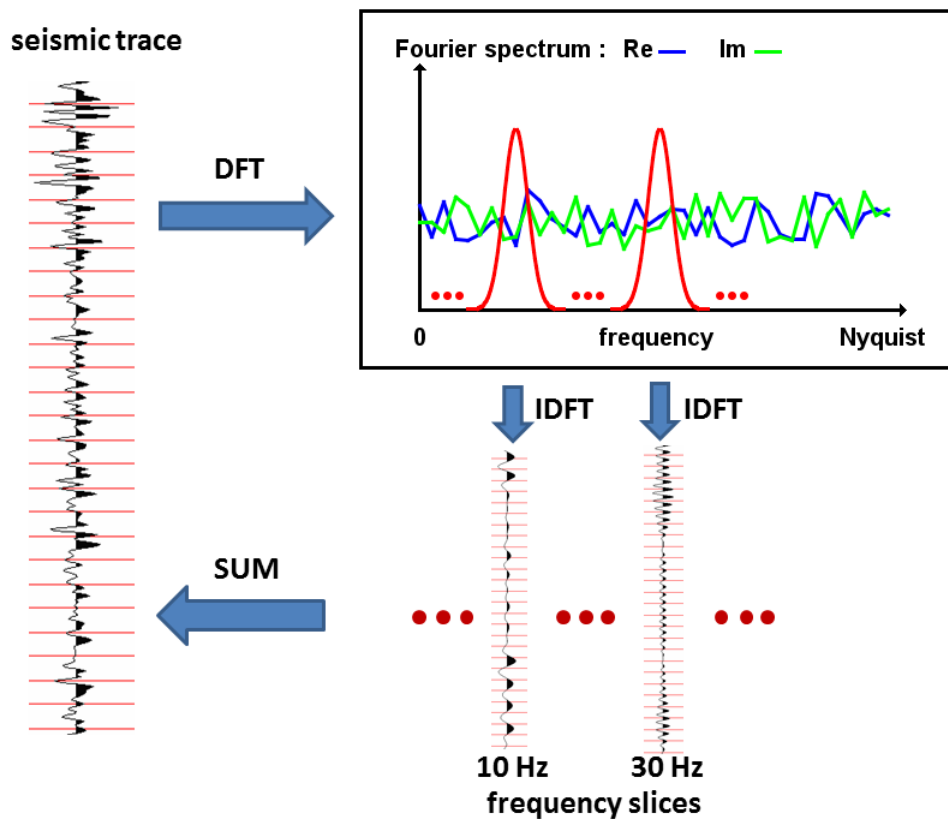 seismic trace
Fourier spectrum : Re Im
DFT
0 frequency Nyquist
IDFT IDFT
SUM
10 Hz 30 Hz
frequency slices